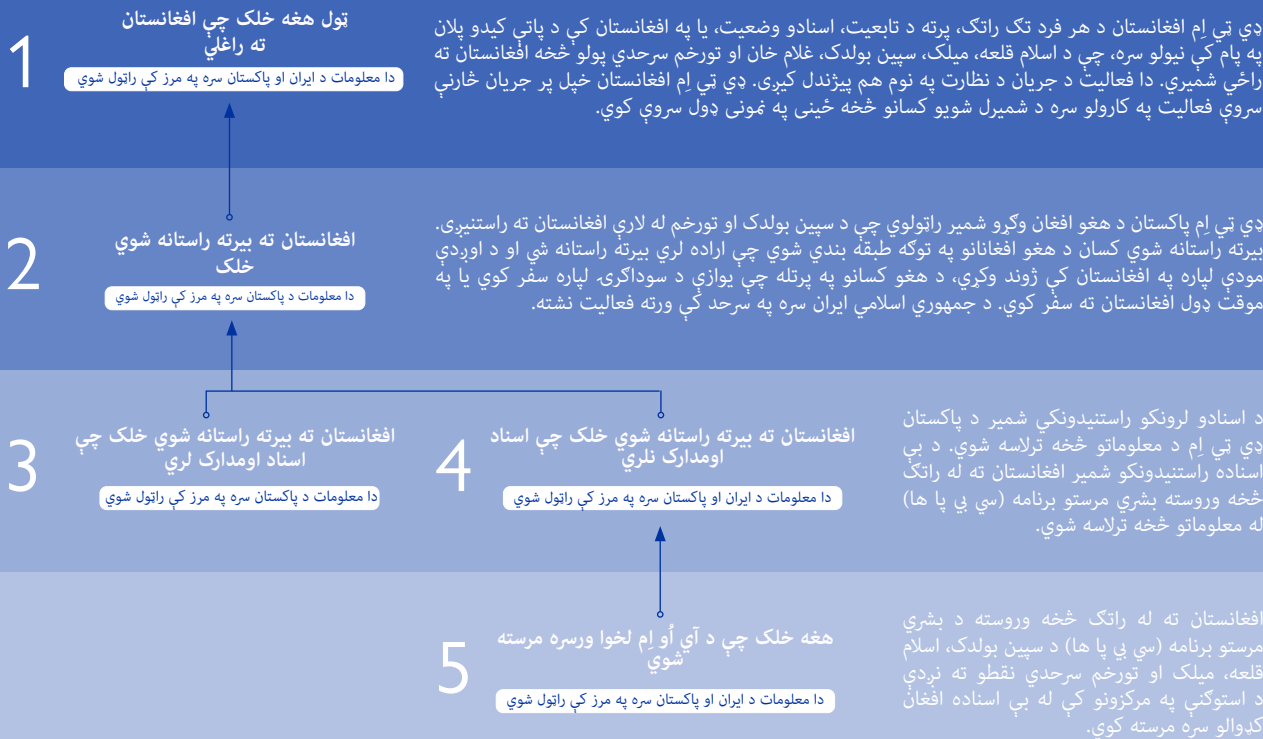 1
ټول هغه خلک چې افغانستان
ته راغلي
دا معلومات د ایران او پاکستان سره په مرز کې راټول شوي
ډي ټي اِم افغانستان د هر فرد تګ راتګ، پرته د تابعیت، اسنادو وضعیت، یا په افغانستان کې د پاتې کیدو پلان
په پام کې نیولو سره، چې د اسلام قلعه، میلک، سپین بولدک، غلام خان او تورخم سرحدي پولو څخه افغانستان ته
راځي شمیري. دا فعالیت د جریان د نظارت په نوم هم پیژندل کیږی. ډي ټي اِم افغانستان خپل پر جریان څارنې
سروې فعالیت په کارولو سره د شمیرل شویو کسانو څخه ځینی په نمونی ډول سروې کوي.
2
افغانستان ته بیرته راستانه شوي
خلک
دا معلومات د پاکستان سره په مرز کې راټول شوي
ډي ټي اِم پاکستان د هغو افغان وګړو شمیر راټولوي چې د سپین بولدک او تورخم له لارې افغانستان ته راستنیږی.
بیرته راستانه شوي کسان د هغو افغانانو په توګه طبقه بندي شوي چې اراده لري بیرته راستانه شي او د اوږدې
مودې لپاره په افغانستان کې ژوند وکړي، د هغو کسانو په پرتله چې یوازې د سوداګرۍ لپاره سفر کوي یا په
موقت ډول افغانستان ته سفر کوي. د جمهوري اسلامي ایران سره په سرحد کې ورته فعالیت نشته.
3
افغانستان ته بیرته راستانه شوي خلک چې
اسناد اومدارک لري
دا معلومات د پاکستان سره په مرز کې راټول شوي
4
افغانستان ته بیرته راستانه شوي خلک چې اسناد
اومدارک نلري
دا معلومات د ایران او پاکستان سره په مرز کې راټول شوي
د اسنادو لرونکو راستنیدونکي شمیر د پاکستان
ډي ټي اِم د معلوماتو څخه ترلاسه شوي. د بې
اسناده راستنیدونکو شمیر افغانستان ته له راتګ
څخه وروسته بشري مرستو برنامه (سي بي پا ها)
له معلوماتو څخه ترلاسه شوي.
5
هغه خلک چې د آي اُو اِم لخوا ورسره مرسته
شوي
دا معلومات د ایران او پاکستان سره په مرز کې راټول شوي
افغانستان ته له راتګ څخه وروسته د بشري
مرستو برنامه (سي بي پا ها) د سپین بولدک، اسلام
قلعه، میلک او تورخم سرحدي نقطو ته نږدې
د استوګنې په مرکزونو کې له بې اسناده افغان
کډوالو سره مرسته کوي.